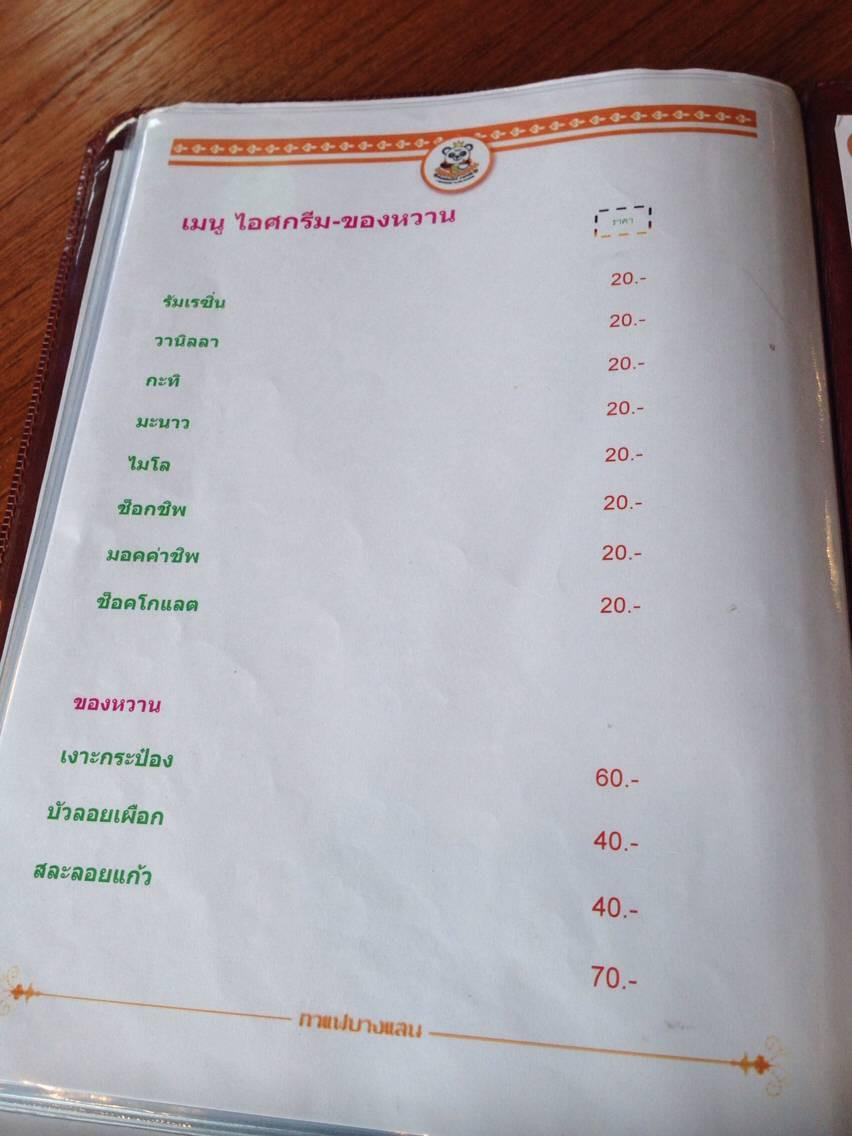 เมนู ไอศกรีม-ของหวาน ราคา
รัมเรซิ่น 20.-
วานิลลา 20.-
กะทิ 20.-
มะนาว 20.-
ไมโล 20.-
ช็อกชิพ 20.-
มอคค่าชิพ 20.-
ช็อคโกแลต 20.-
ของหวาน
เงาะกระป๋อง 60.-
บัวลอยเผือก 40.-
สละลอยแก้ว 40.-
70.-
กาแฟบางแลน